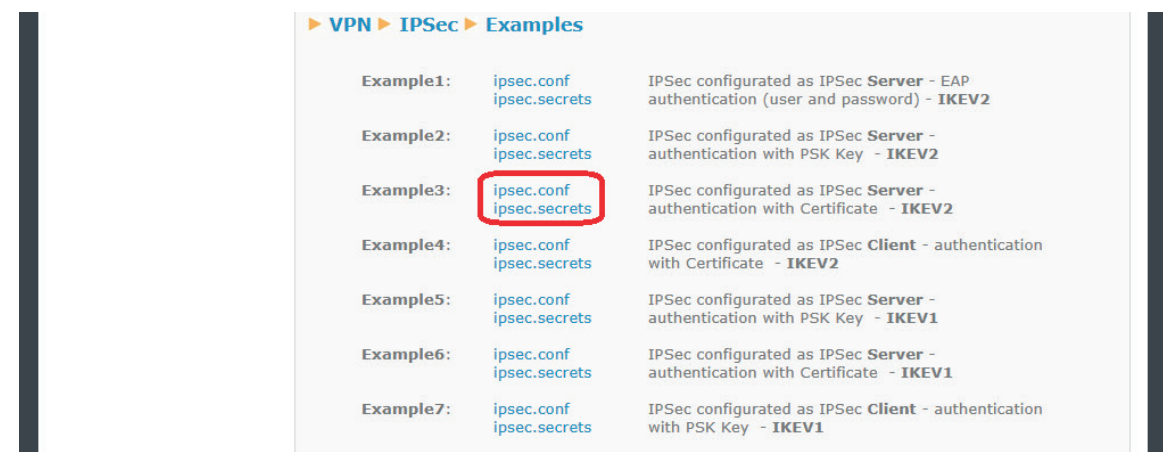 VPN IPSec Examples
Example1: ipsec.conf IPSec configurated as IPSec Server - EAP
ipsec.secrets authentication (user and password) - IKEV2
Example2: ipsec.conf IPSec configurated as IPSec Server -
ipsec.secrets authentication with PSK Key - IKEV2
Example3: ipsec.conf IPSec configurated as IPSec Server -
ipsec.secrets authentication with Certificate - IKEV2
Example4: ipsec.conf IPSec configurated as IPSec Client - authentication
ipsec.secrets with Certificate - IKEV2
Example5: ipsec.conf IPSec configurated as IPSec Server -
ipsec.secrets authentication with PSK Key - IKEV1
Example6: ipsec.conf IPSec configurated as IPSec Server -
ipsec.secrets authentication with Certificate - IKEV1
Example7: ipsec.conf IPSec configurated as IPSec Client - authentication
ipsec.secrets with PSK Key - IKEV1